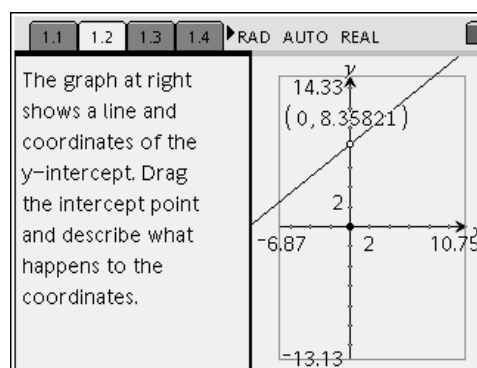 1.1 1.2 1.3 1.4 RAD AUTO REAL
The graph at right
shows a line and
coordinates of the
y-intercept. Drag
the intercept point
and describe what
happens to the
coordinates.
y
14.33
(0,8.35821)
2
-6.87 2 10.75
-13.13